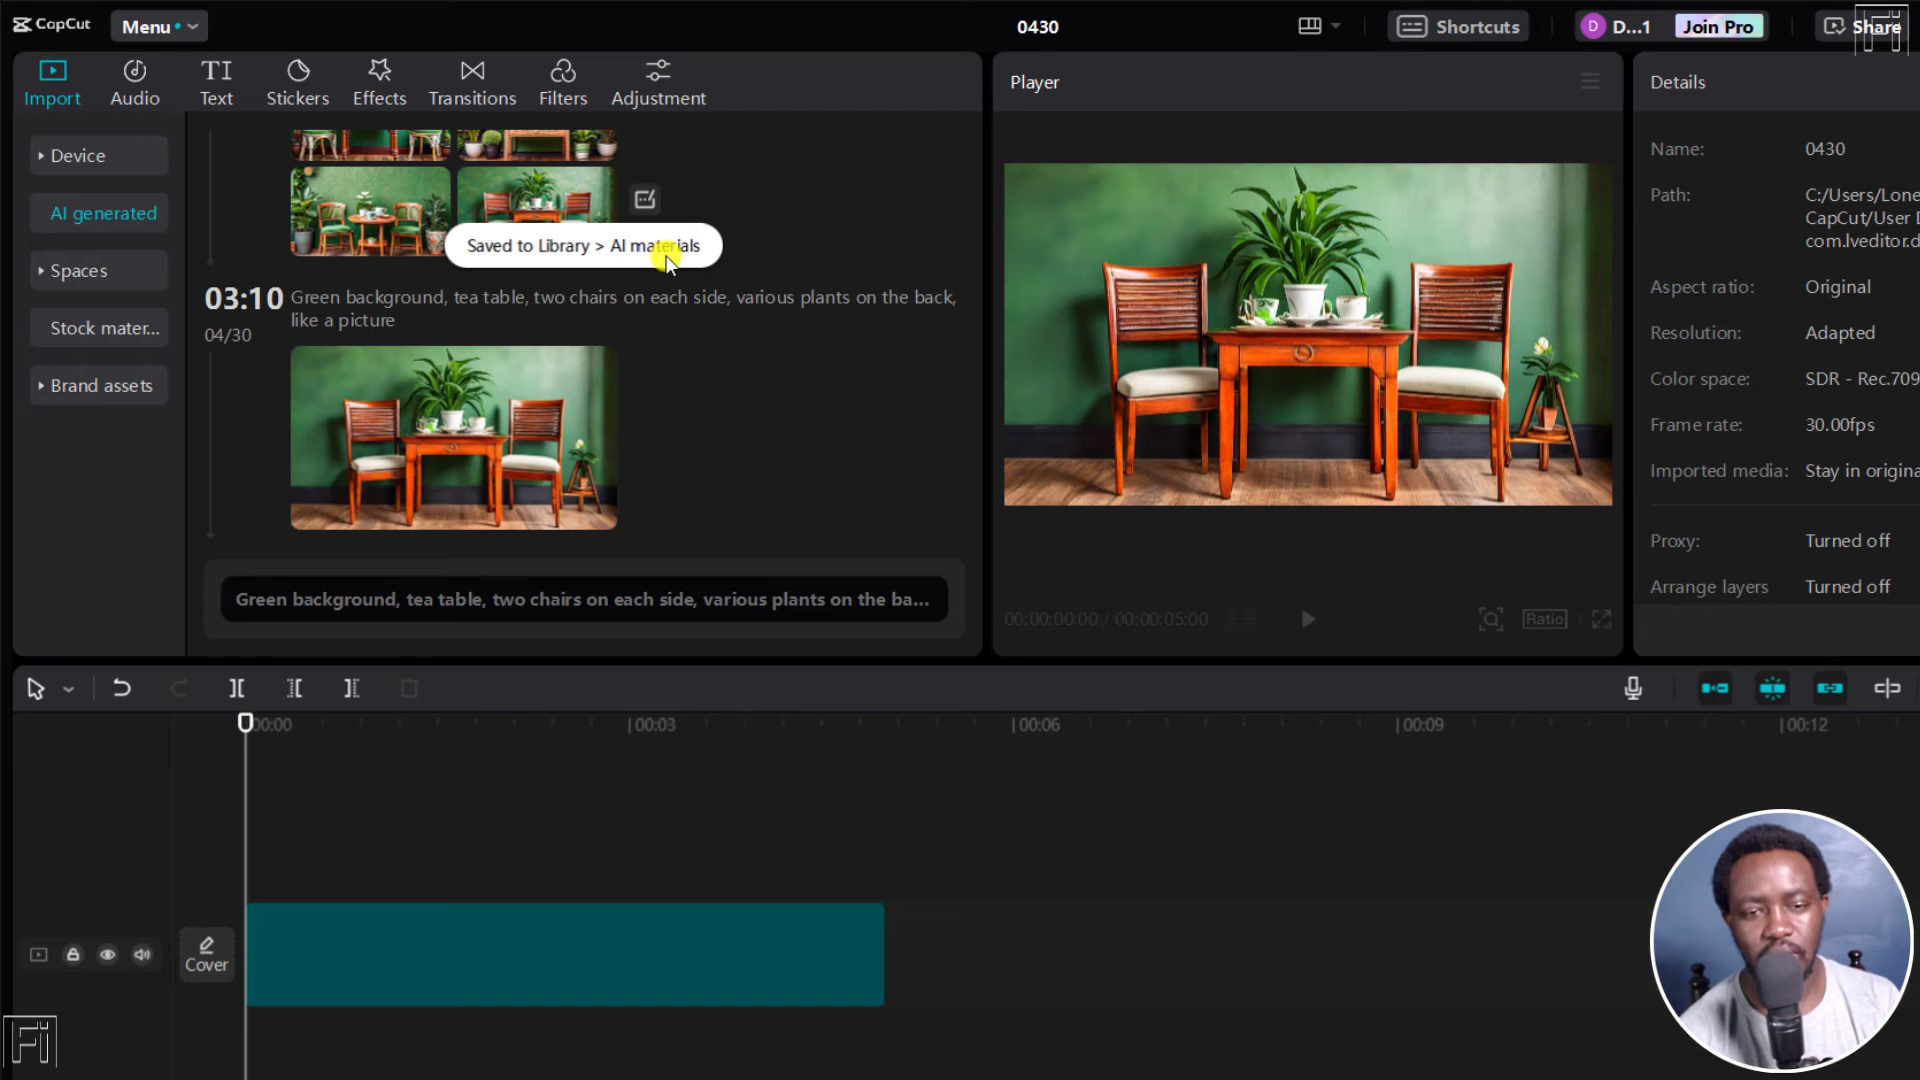 CapCut
Menu
0430
Shortcuts
D...1
Join Pro
Share
Import
Audio
TI
Text
Stickers
Effects
Transitions
Filters
Adjustment
Player
Details
Device
AI generated
Spaces
Stock mater...
Brand assets
Saved to Library > AI materials
03:10
04/30
Green background, tea table, two chairs on each side, various plants on the back,
like a picture
Green background, tea table, two chairs on each side, various plants on the ba...
00:00:00:00 / 00:00:05:00
Ratio
Name: 0430
Path: C:/Users/Lone
CapCut/User D
com.lveditor.d
Aspect ratio: Original
Resolution: Adapted
Color space: SDR - Rec.709
Frame rate: 30.00fps
Imported media: Stay in origina
Proxy: Turned off
Arrange layers Turned off
00:00
00:03
00:06
00:09
00:12
Cover
Fi
Fi